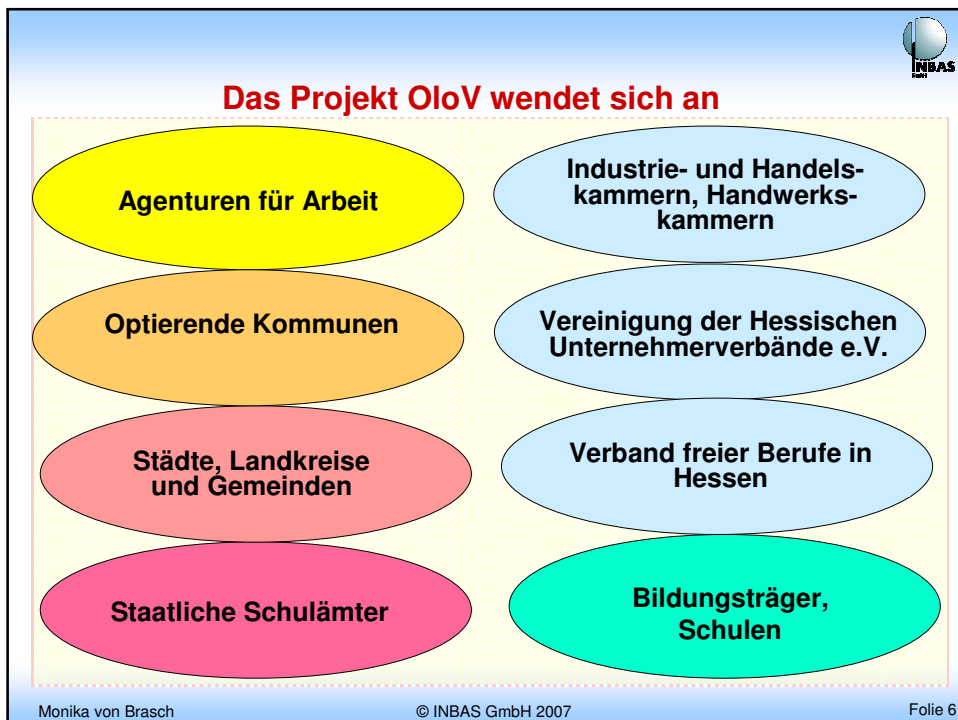 INBAS
GmbH
Das Projekt OloV wendet sich an
Agenturen für Arbeit
Industrie- und Handels-
kammern, Handwerks-
kammern
Optierende Kommunen
Vereinigung der Hessischen
Unternehmerverbände e.V.
Städte, Landkreise
und Gemeinden
Verband freier Berufe in
Hessen
Staatliche Schulämter
Bildungsträger,
Schulen
Monika von Brasch
© INBAS GmbH 2007
Folie 6